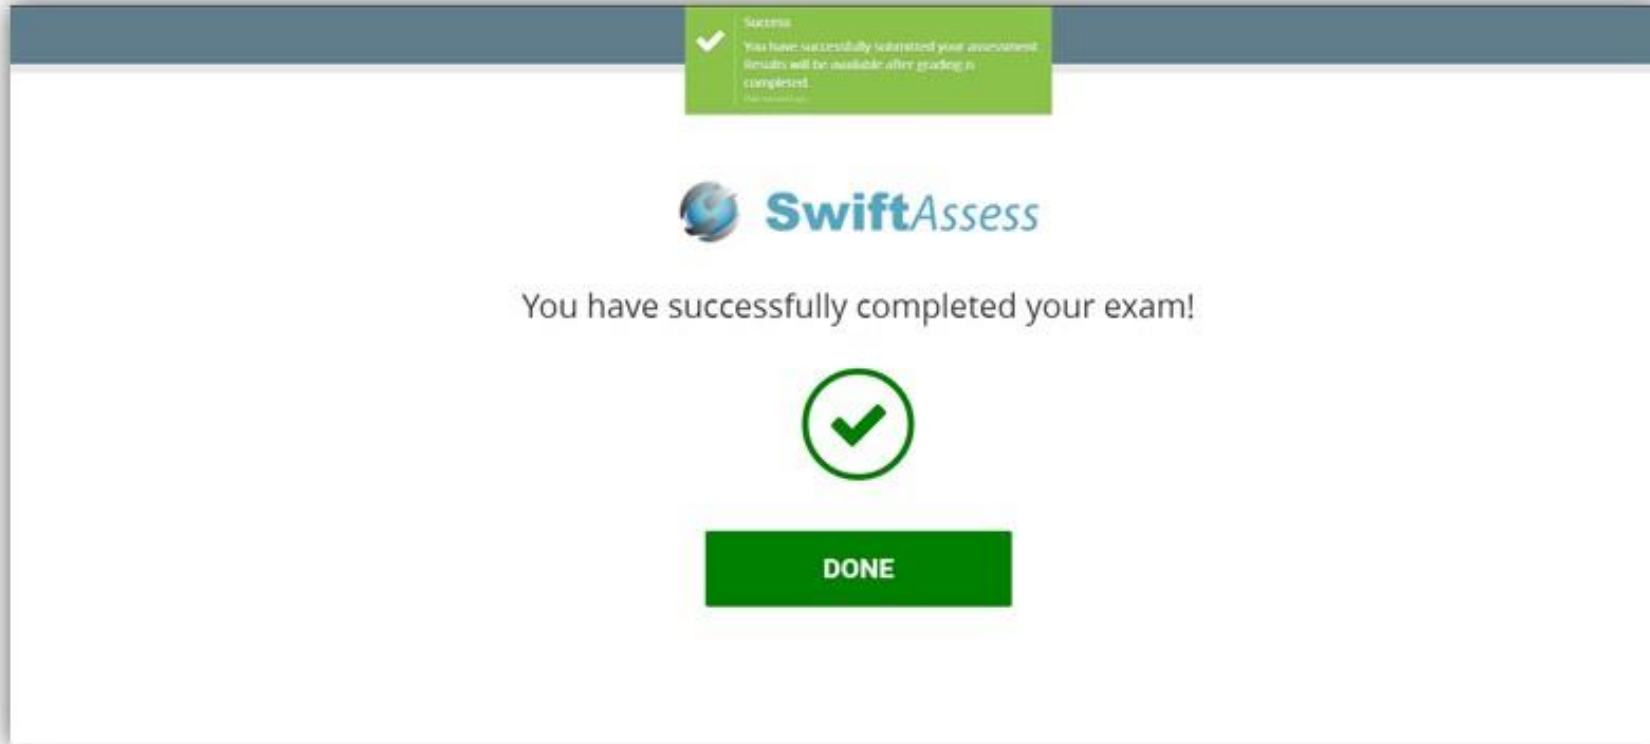 Success
You have successfully submitted your assessment
Results will be available after grading is
completed.
SwiftAssess
You have successfully completed your exam!
DONE